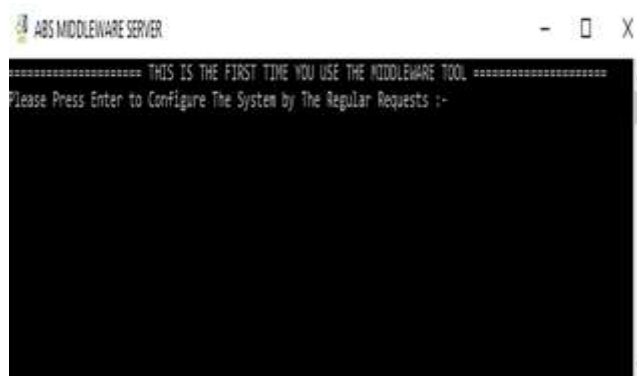 ABS MIDDLEWARE SERVER
===================== THIS IS THE FIRST TIME YOU USE THE MIDDLEWARE TOOL =====================
Please Press Enter to Configure The System by The Regular Requests :-